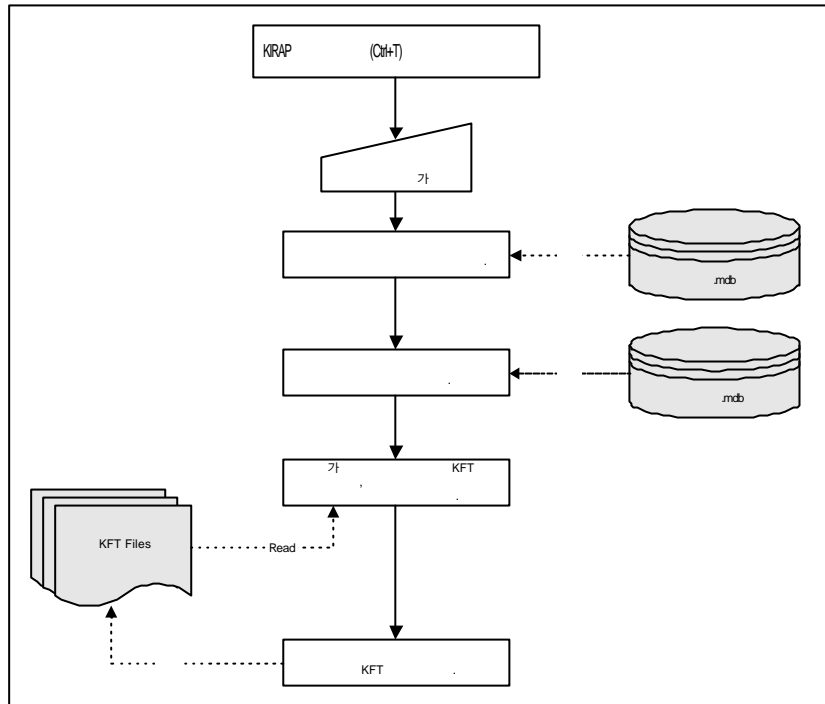 KIRAP (Ctrl+T)
가
.
.mdb
.
.mdb
가 KFT
, .
KFT Files
Read
KFT .